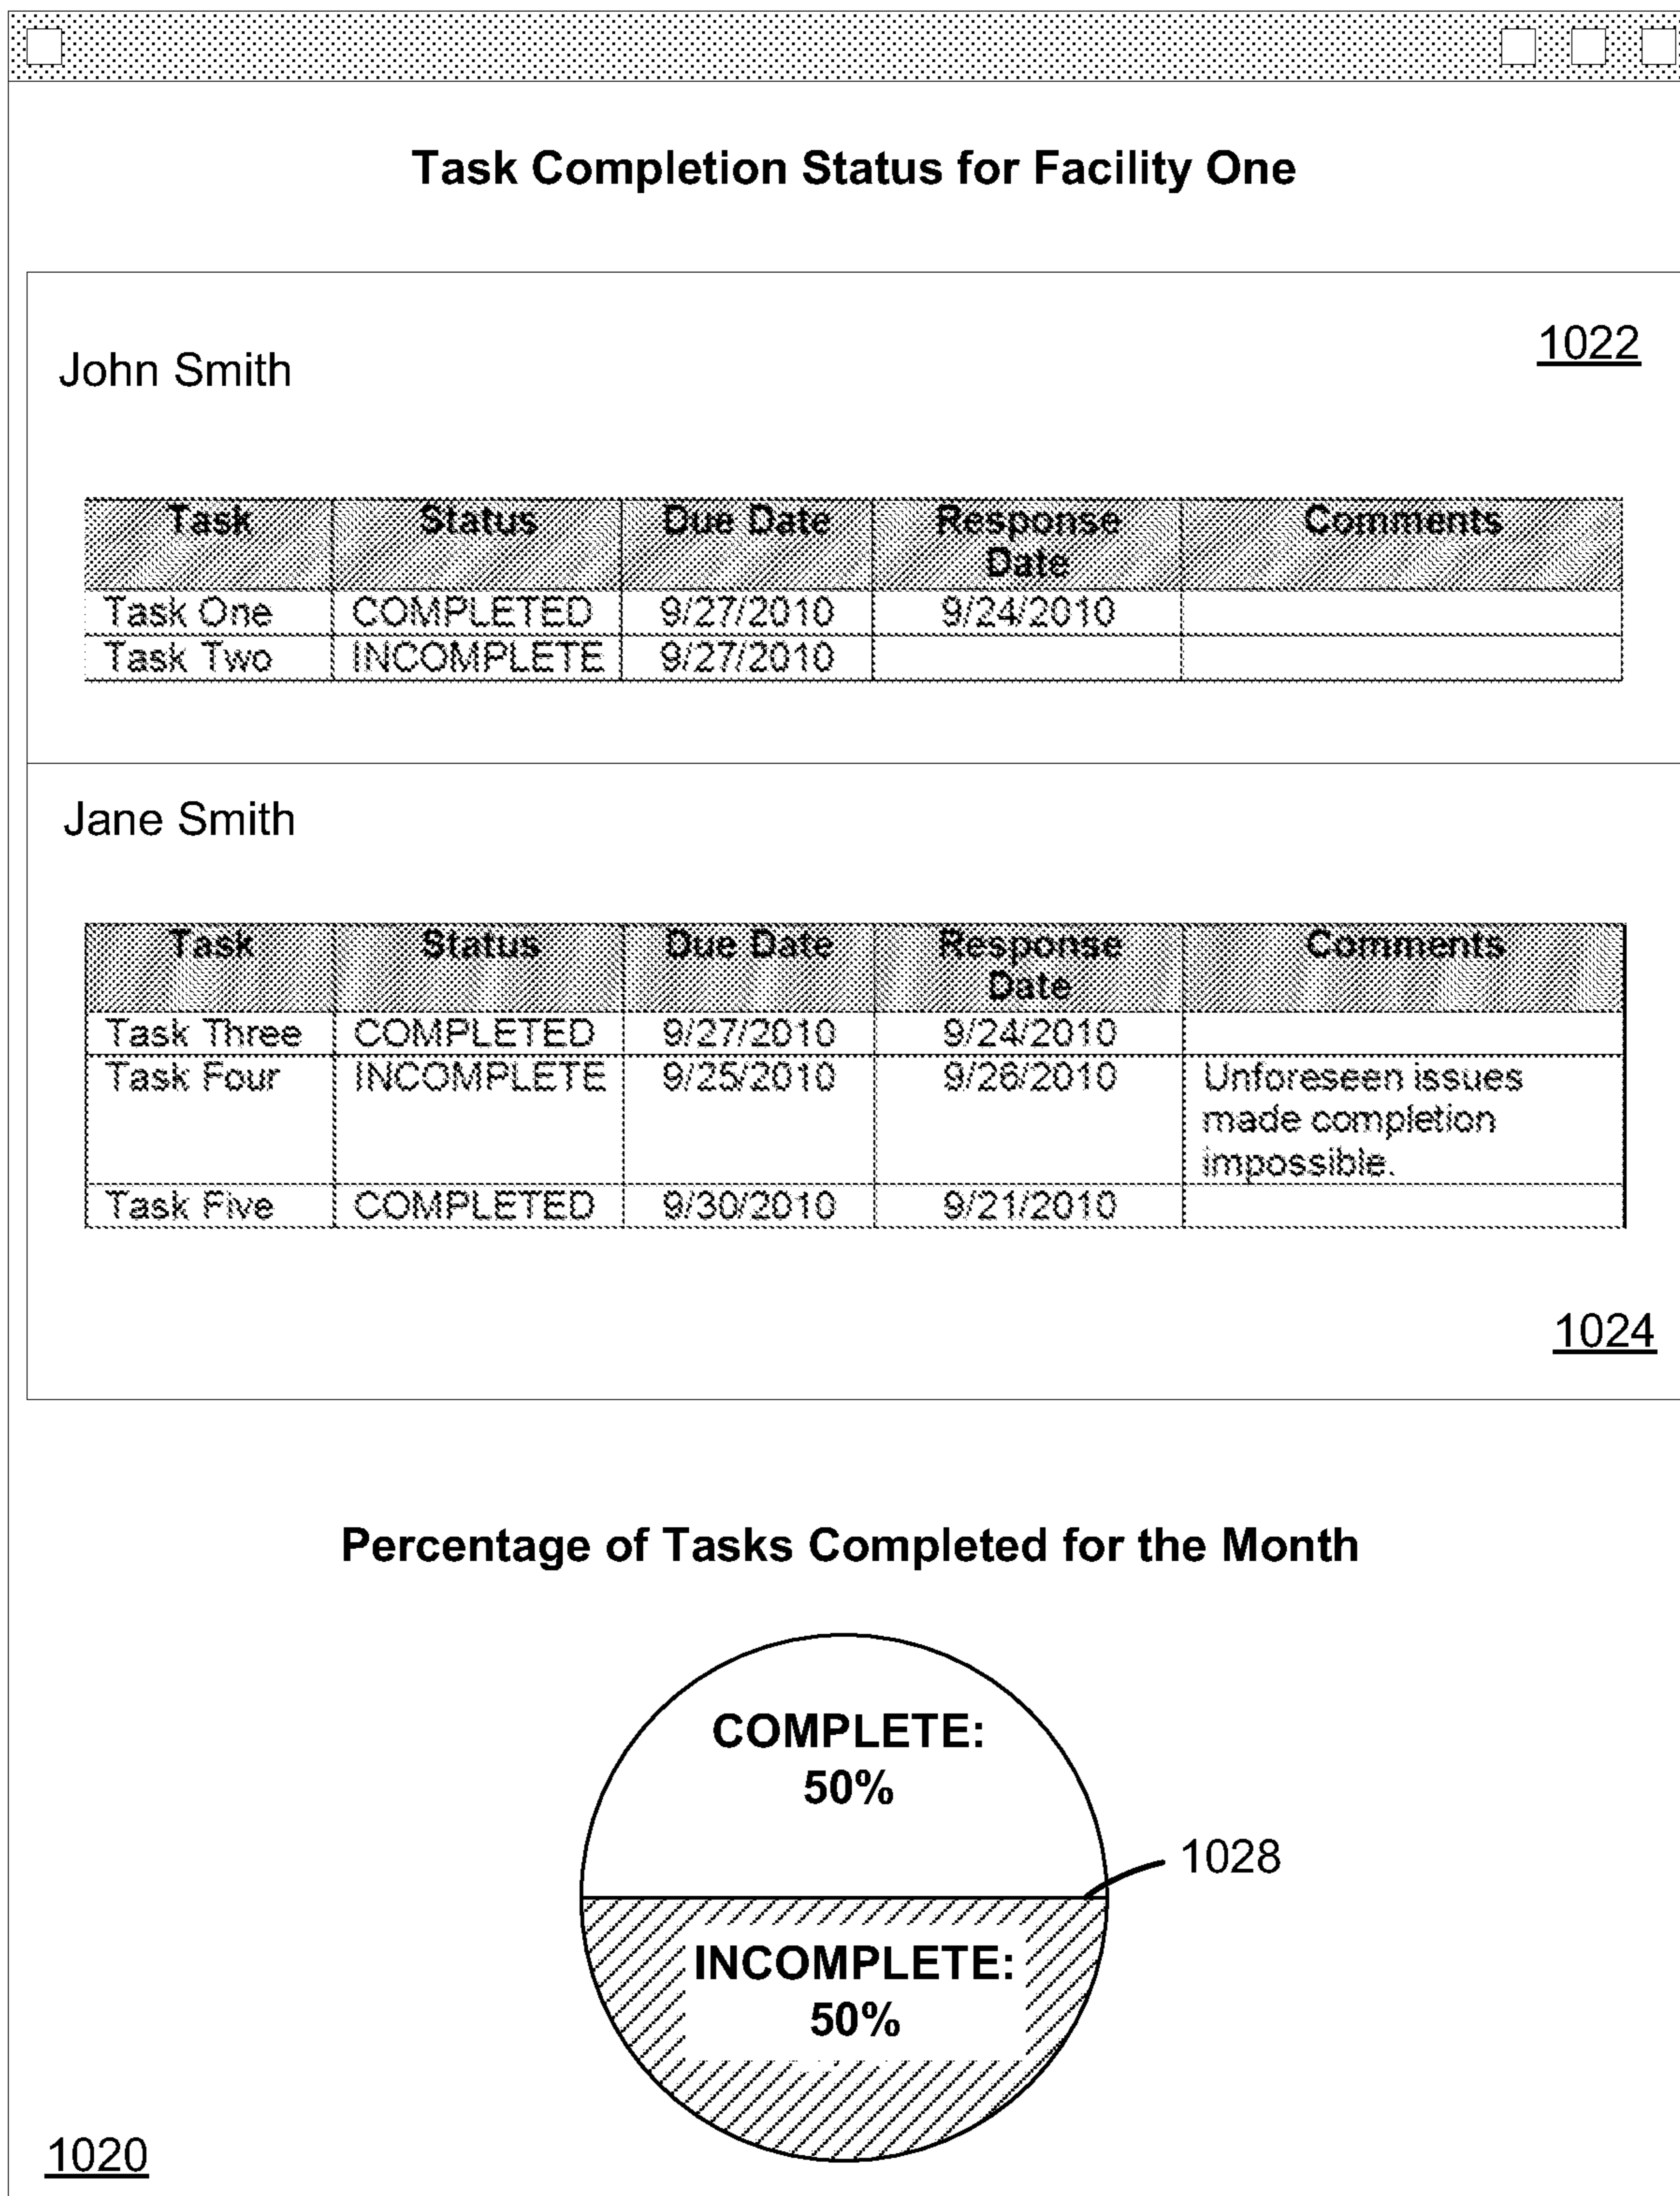 Task Completion Status for Facility One
1022
John Smith
Task Status Due Date Response Date Comments
Task One COMPLETED 9/27/2010 9/24/2010
Task Two INCOMPLETE 9/27/2010
Jane Smith
Task Status Due Date Response Date Comments
Task Three COMPLETED 9/27/2010 9/24/2010
Task Four INCOMPLETE 9/25/2010 9/26/2010 Unforeseen issues
made completion
impossible.
Task Five COMPLETED 9/30/2010 9/21/2010
1024
Percentage of Tasks Completed for the Month
COMPLETE:
50%
1028
INCOMPLETE:
50%
1020